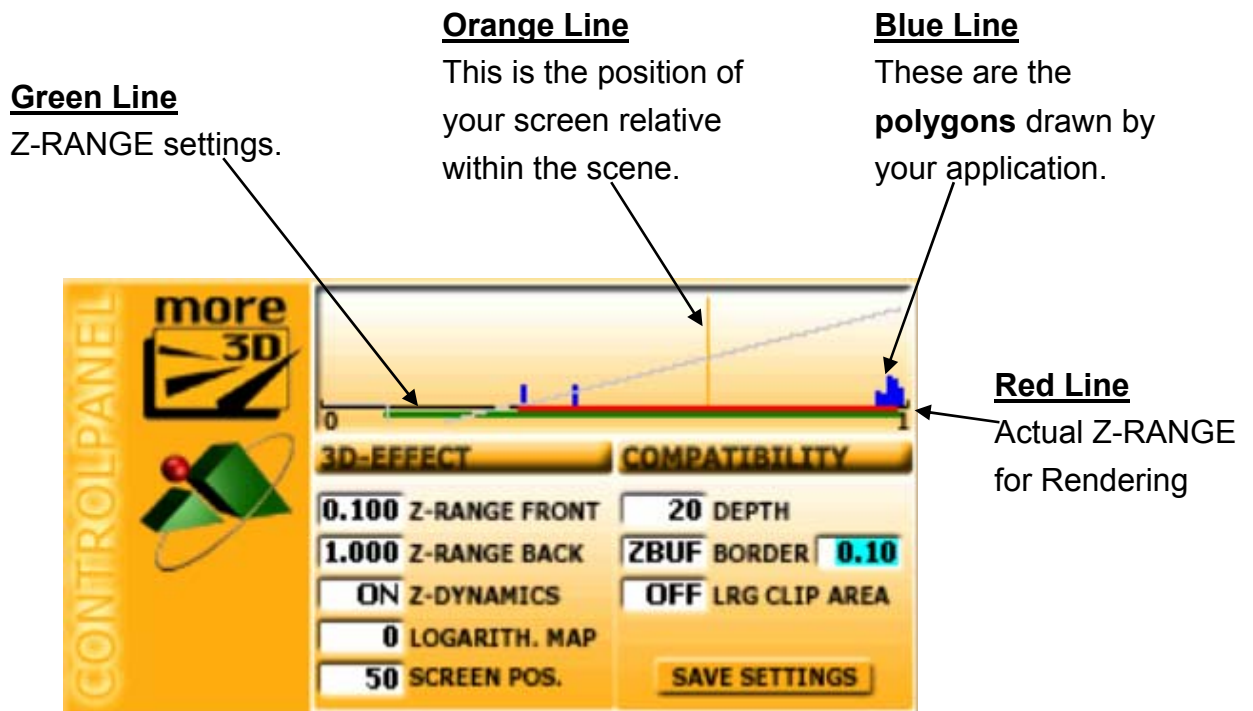 Green Line
Z-RANGE settings.
Orange Line
This is the position of
your screen relative
within the scene.
Blue Line
These are the
polygons drawn by
your application.
Red Line
Actual Z-RANGE
for Rendering
CONTROLPANEL
more
3D
0
1
3D-EFFECT
0.100 Z-RANGE FRONT
1.000 Z-RANGE BACK
ON Z-DYNAMICS
0 LOGARITH. MAP
50 SCREEN POS.
COMPATIBILITY
20 DEPTH
ZBUF BORDER 0.10
OFF LRG CLIP AREA
SAVE SETTINGS